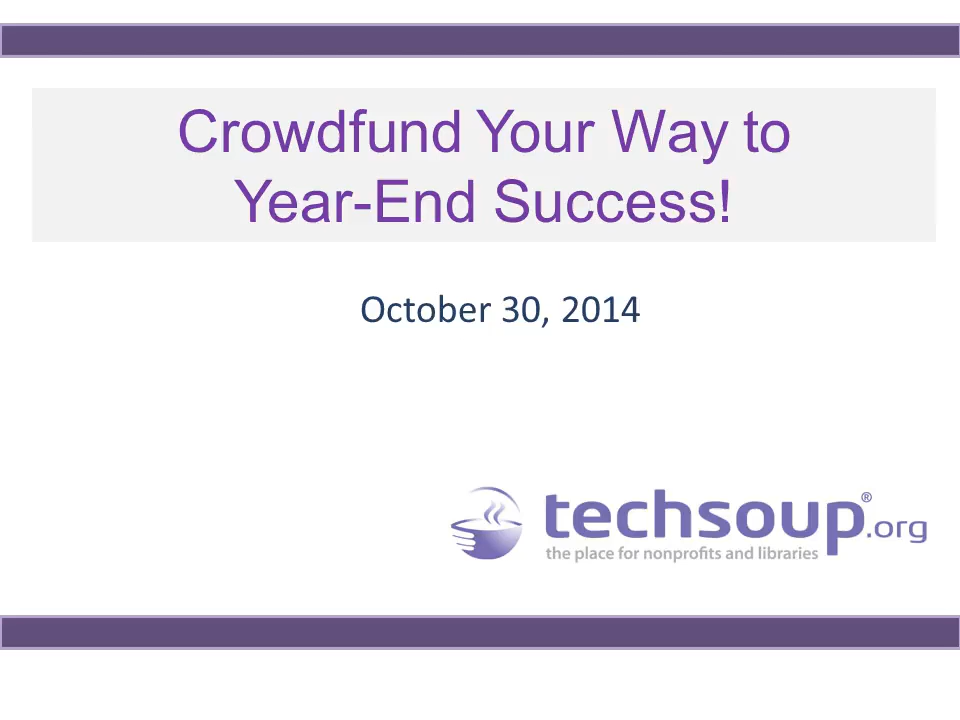 Crowdfund Your Way to
Year-End Success!
October 30, 2014
techsoup®.org
the place for nonprofits and libraries